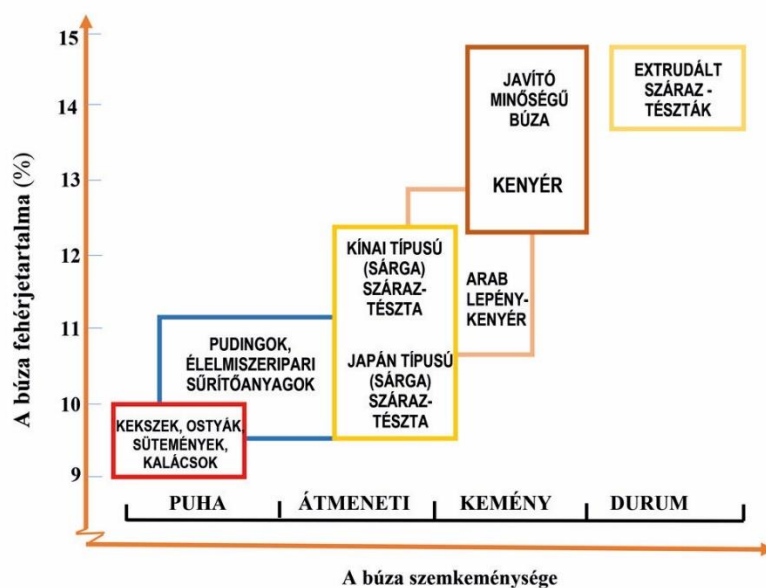 A búza fehérjetartalma (%)
15
14
13
12
11
10
9
JAVÍTÓ
MINŐSÉGŰ
BÚZA
KENYÉR
EXTRUDÁLT
SZÁRAZ -
TÉSZTÁK
KÍNAI TÍPUSÚ
(SÁRGA)
SZÁRAZ-
TÉSZTA
JAPÁN TÍPUSÚ
(SÁRGA)
SZÁRAZ-
TÉSZTA
ARAB
LEPÉNY-
KENYÉR
PUDINGOK,
ÉLELMISZERIPARI
SŰRÍTŐANYAGOK
KEKSZEK, OSTYÁK,
SÜTEMÉNYEK,
KALÁCSOK
PUHA
ÁTMENETI
KEMÉNY
DURUM
A búza szemkeménysége